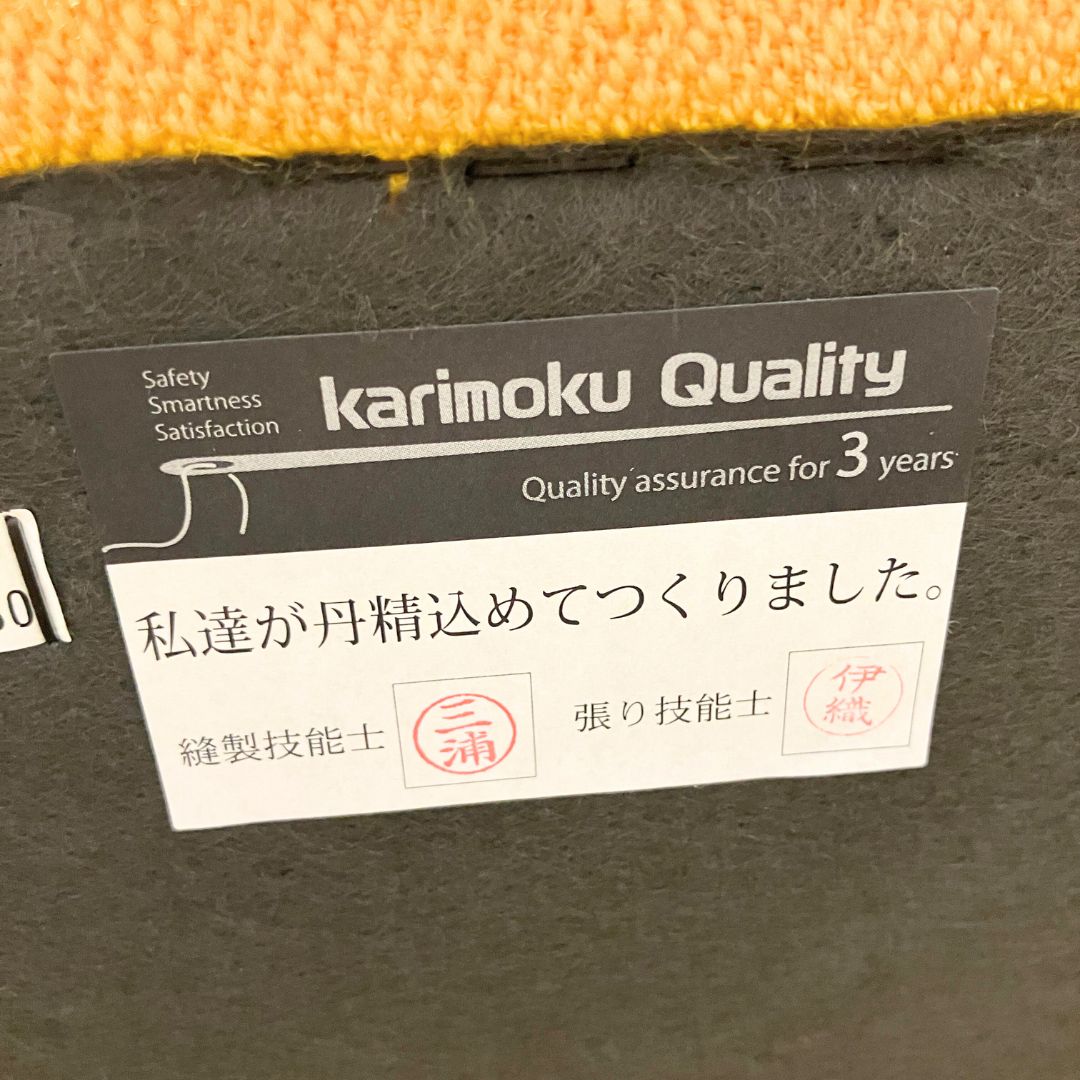 Safety
Smartness
Satisfaction
karimoku Quality
Quality assurance for 3 years
私達が丹精込めてつくりました。
縫製技能士
三浦
張り技能士
伊織